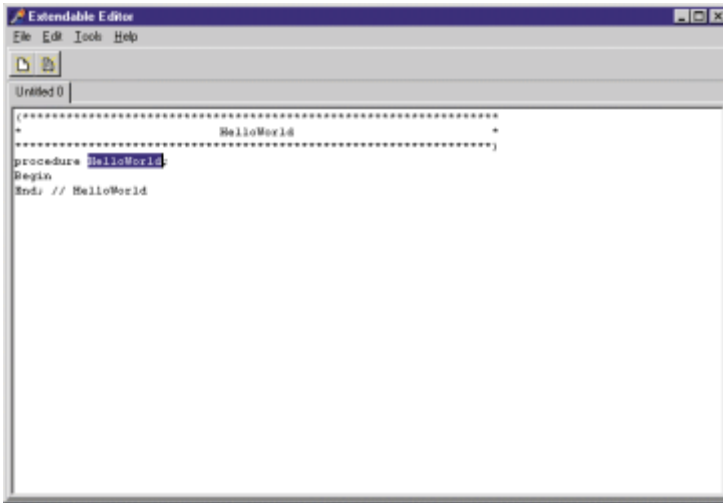 Extendable Editor
File Edit Tools Help
Untitled 0
(*****************************************************************
* HelloWorld *
*****************************************************************)
procedure HelloWorld;
Begin
End; // HelloWorld